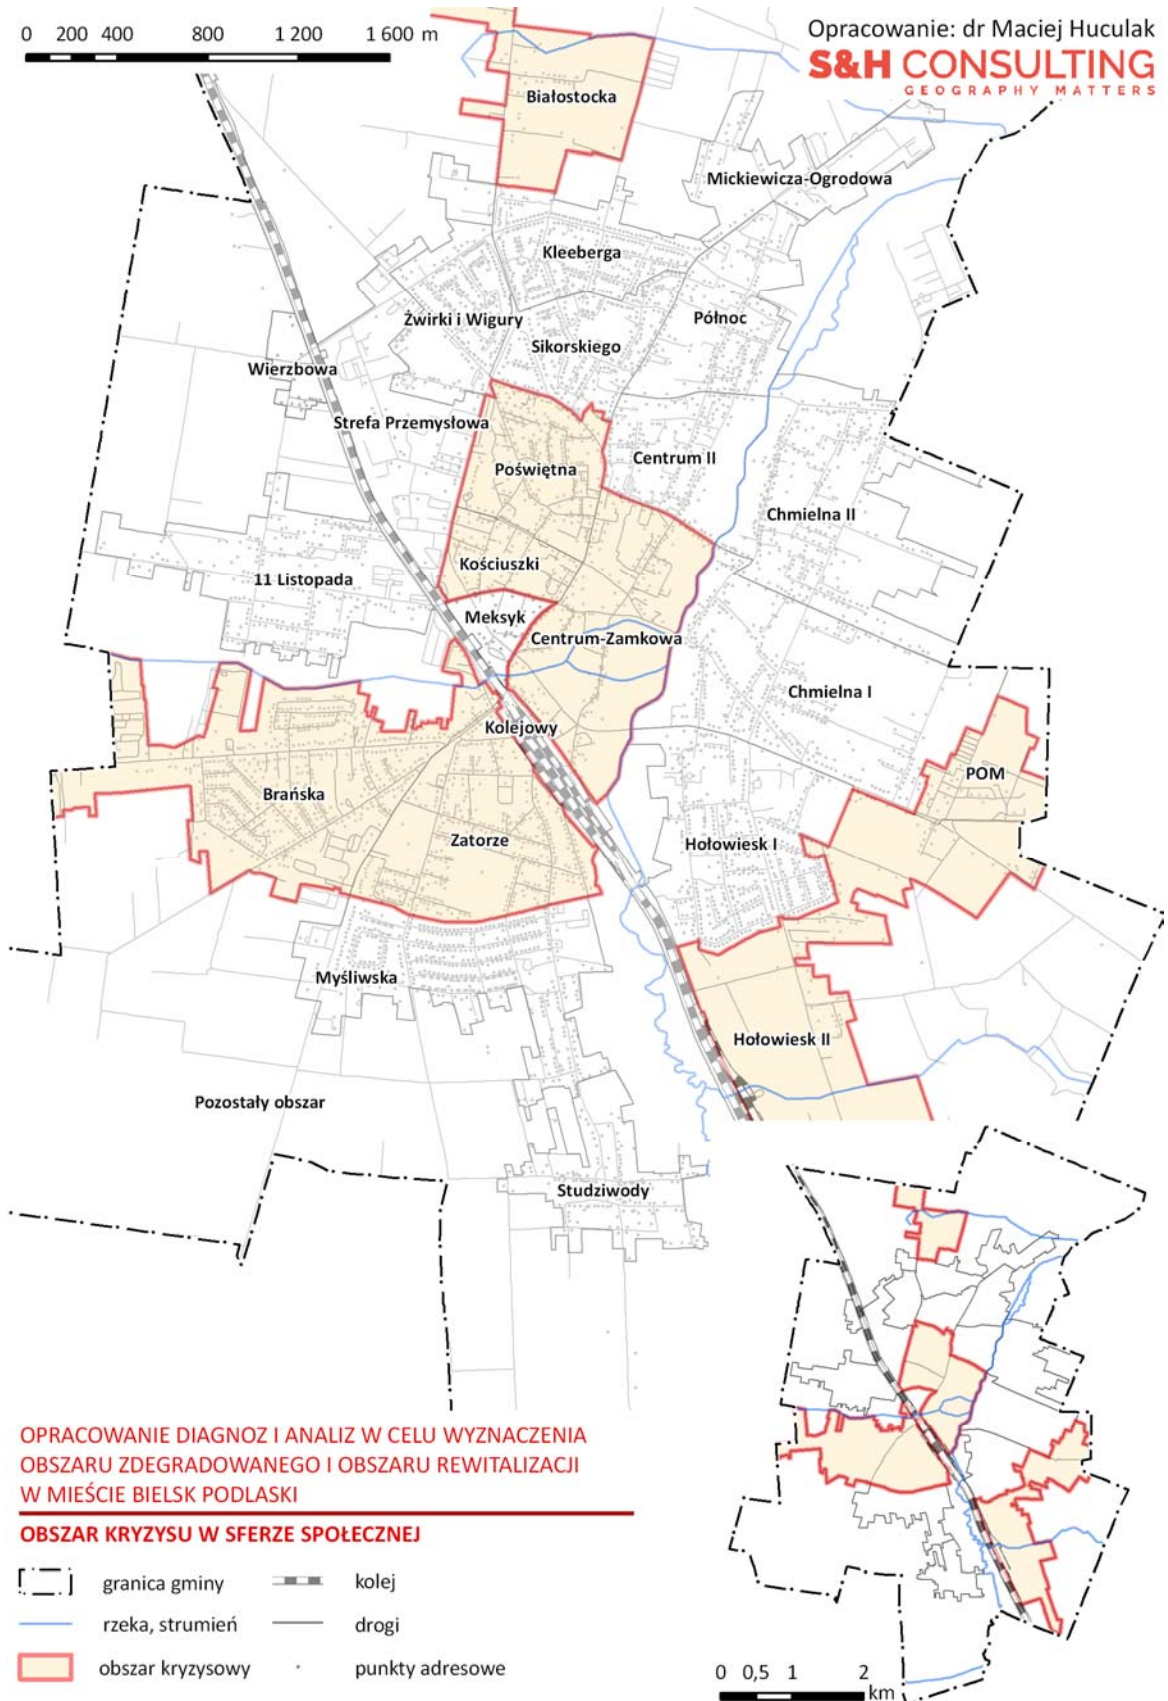 0 200 400 800 1 200 1 600 m
Opracowanie: dr Maciej Huculak
S&H CONSULTING
GEOGRAPHY MATTERS
Białostocka
Mickiewicza-Ogrodowa
Kleeberga
Żwirki i Wigury
Północ
Sikorskiego
Wierzbowa
Strefa Przemysłowa
Poświętna
Centrum II
Chmielna II
Kościuszki
11 Listopada
Meksyk
Centrum-Zamkowa
Chmielna I
Kolejowy
POM
Brańska
Zatorze
Hołowiesk I
Myśliwska
Hołowiesk II
Pozostały obszar
Studziwody
OPRACOWANIE DIAGNOZ I ANALIZ W CELU WYZNACZENIA
OBSZARU ZDEGRADOWANEGO I OBSZARU REWITALIZACJI
W MIEŚCIE BIELSK PODLASKI
OBSZAR KRYZYSU W SFERZE SPOŁECZNEJ
granica gminy
kolej
rzeka, strumień
drogi
obszar kryzysowy
punkty adresowe
0 0,5 1 2
km